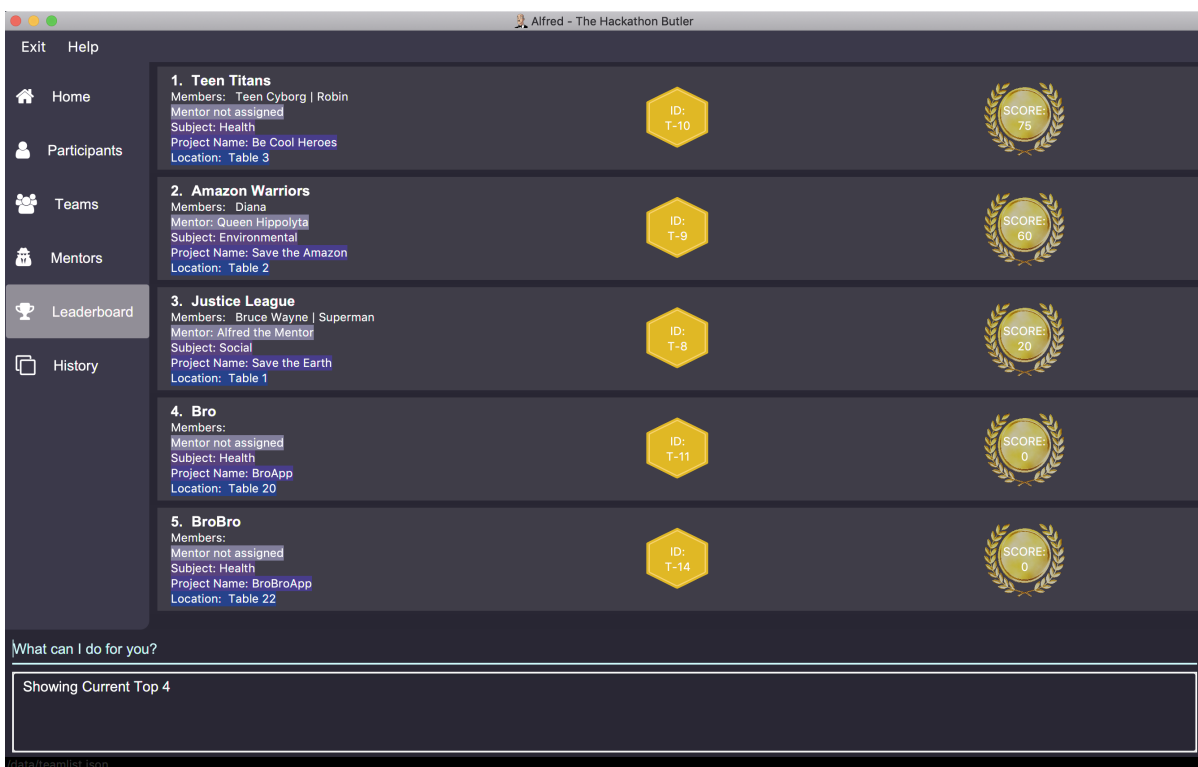 Alfred - The Hackathon Butler
Exit Help
Home
Participants
Teams
Mentors
Leaderboard
History
1. Teen Titans
Members: Teen Cyborg | Robin
Mentor not assigned
Subject: Health
Project Name: Be Cool Heroes
Location: Table 3
ID:
T-10
SCORE:
75
2. Amazon Warriors
Members: Diana
Mentor: Queen Hippolyta
Subject: Environmental
Project Name: Save the Amazon
Location: Table 2
ID:
T-9
SCORE:
60
3. Justice League
Members: Bruce Wayne | Superman
Mentor: Alfred the Mentor
Subject: Social
Project Name: Save the Earth
Location: Table 1
ID:
T-8
SCORE:
20
4. Bro
Members:
Mentor not assigned
Subject: Health
Project Name: BroApp
Location: Table 20
ID:
T-11
SCORE:
0
5. BroBro
Members:
Mentor not assigned
Subject: Health
Project Name: BroBroApp
Location: Table 22
ID:
T-14
SCORE:
0
What can I do for you?
Showing Current Top 4
/data/teamlist.json